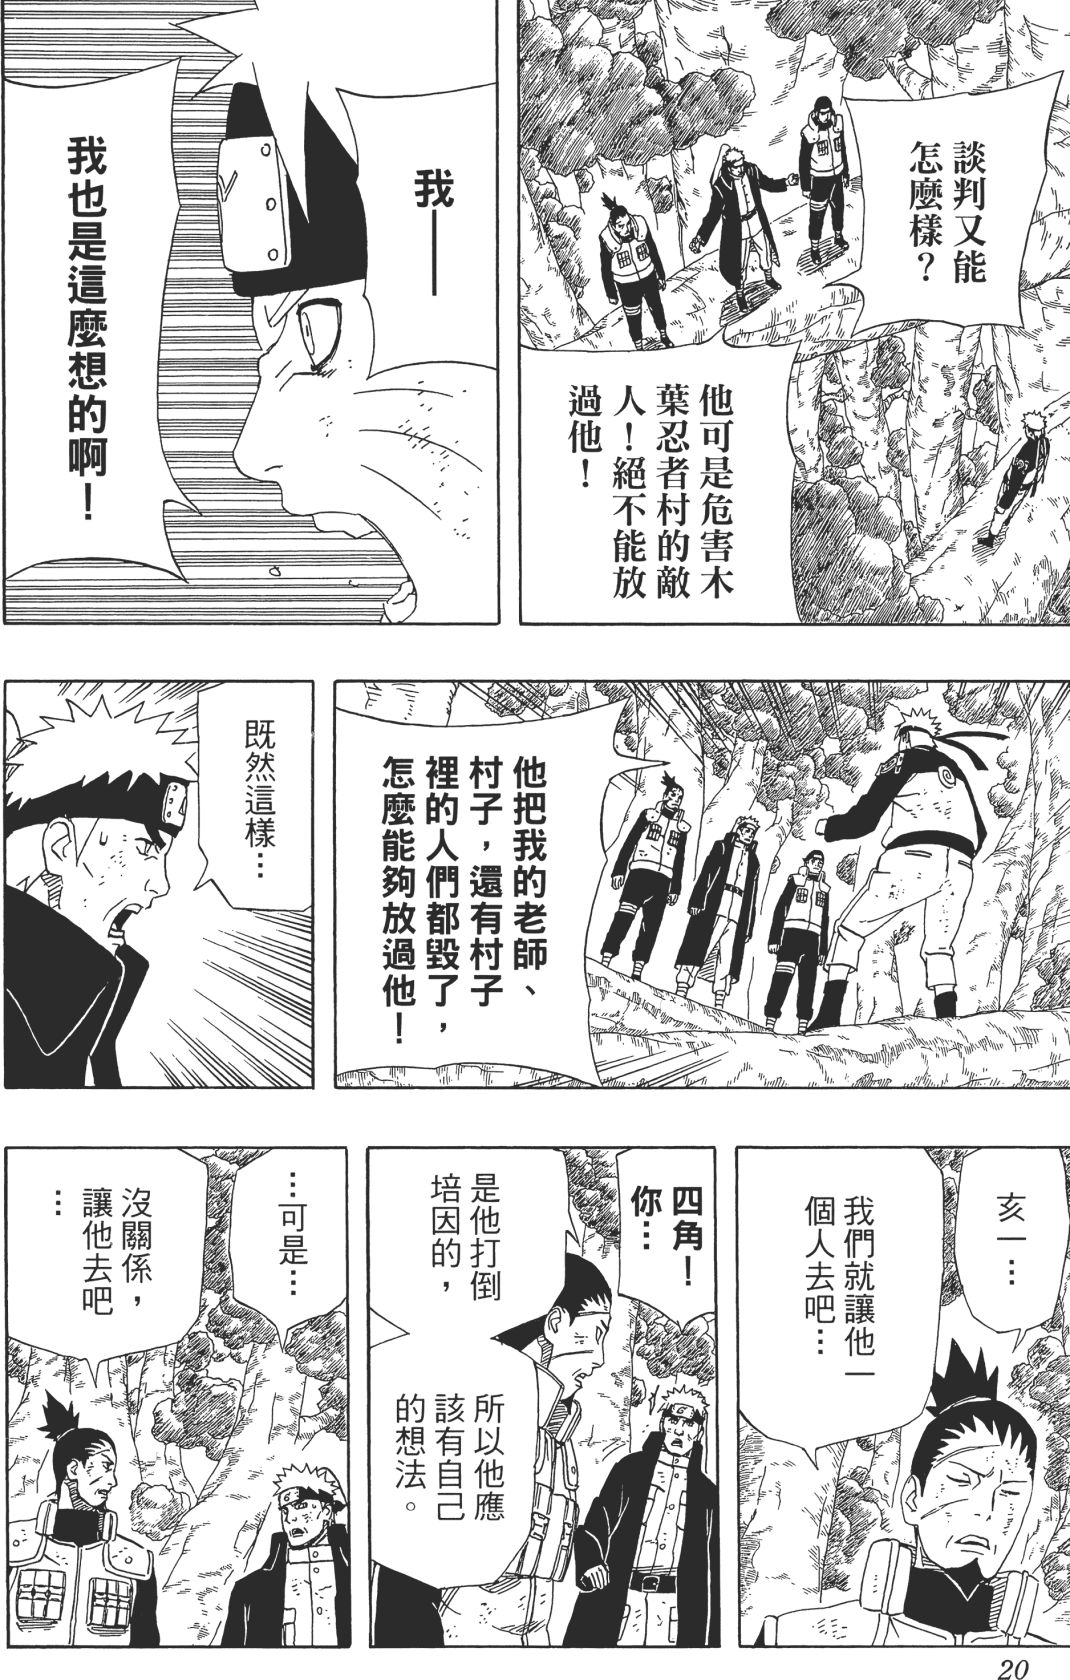 談判又能
怎麼樣？
他可是危害木
葉忍者村的敵
人！絕不能放
過他！
我——
我也是這麼想的啊！
他把我的老師、
村子，還有村子
裡的人們都毀了，
怎麼能夠放過他！
既然這樣…
亥一…
我們就讓他一
個人去吧…
四角！
你…
是他打倒
培因的，
所以他應
該有自己
的想法。
…可是…
沒關係，
讓他去吧
…
20